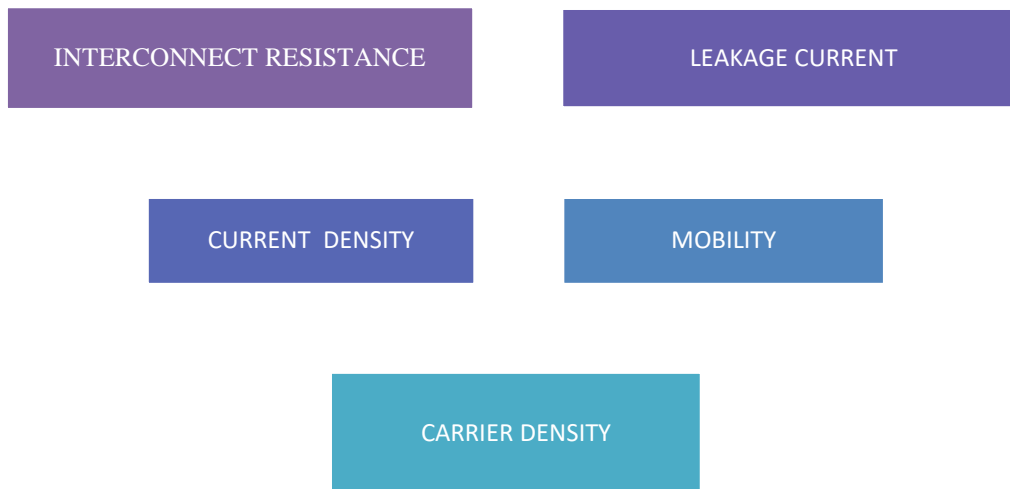 INTERCONNECT RESISTANCE
LEAKAGE CURRENT
CURRENT  DENSITY
MOBILITY
CARRIER DENSITY